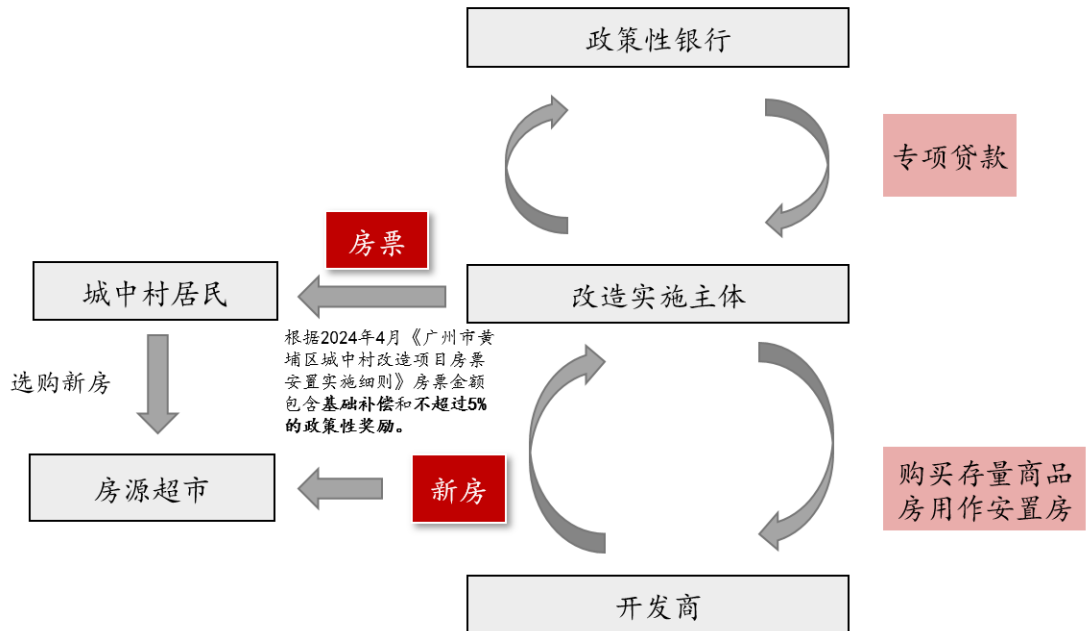 政策性银行
专项贷款
房票
城中村居民
改造实施主体
根据2024年4月《广州市黄
埔区城中村改造项目房票
安置实施细则》房票金额
包含基础补偿和不超过5%
的政策性奖励。
选购新房
房源超市
新房
购买存量商品
房用作安置房
开发商